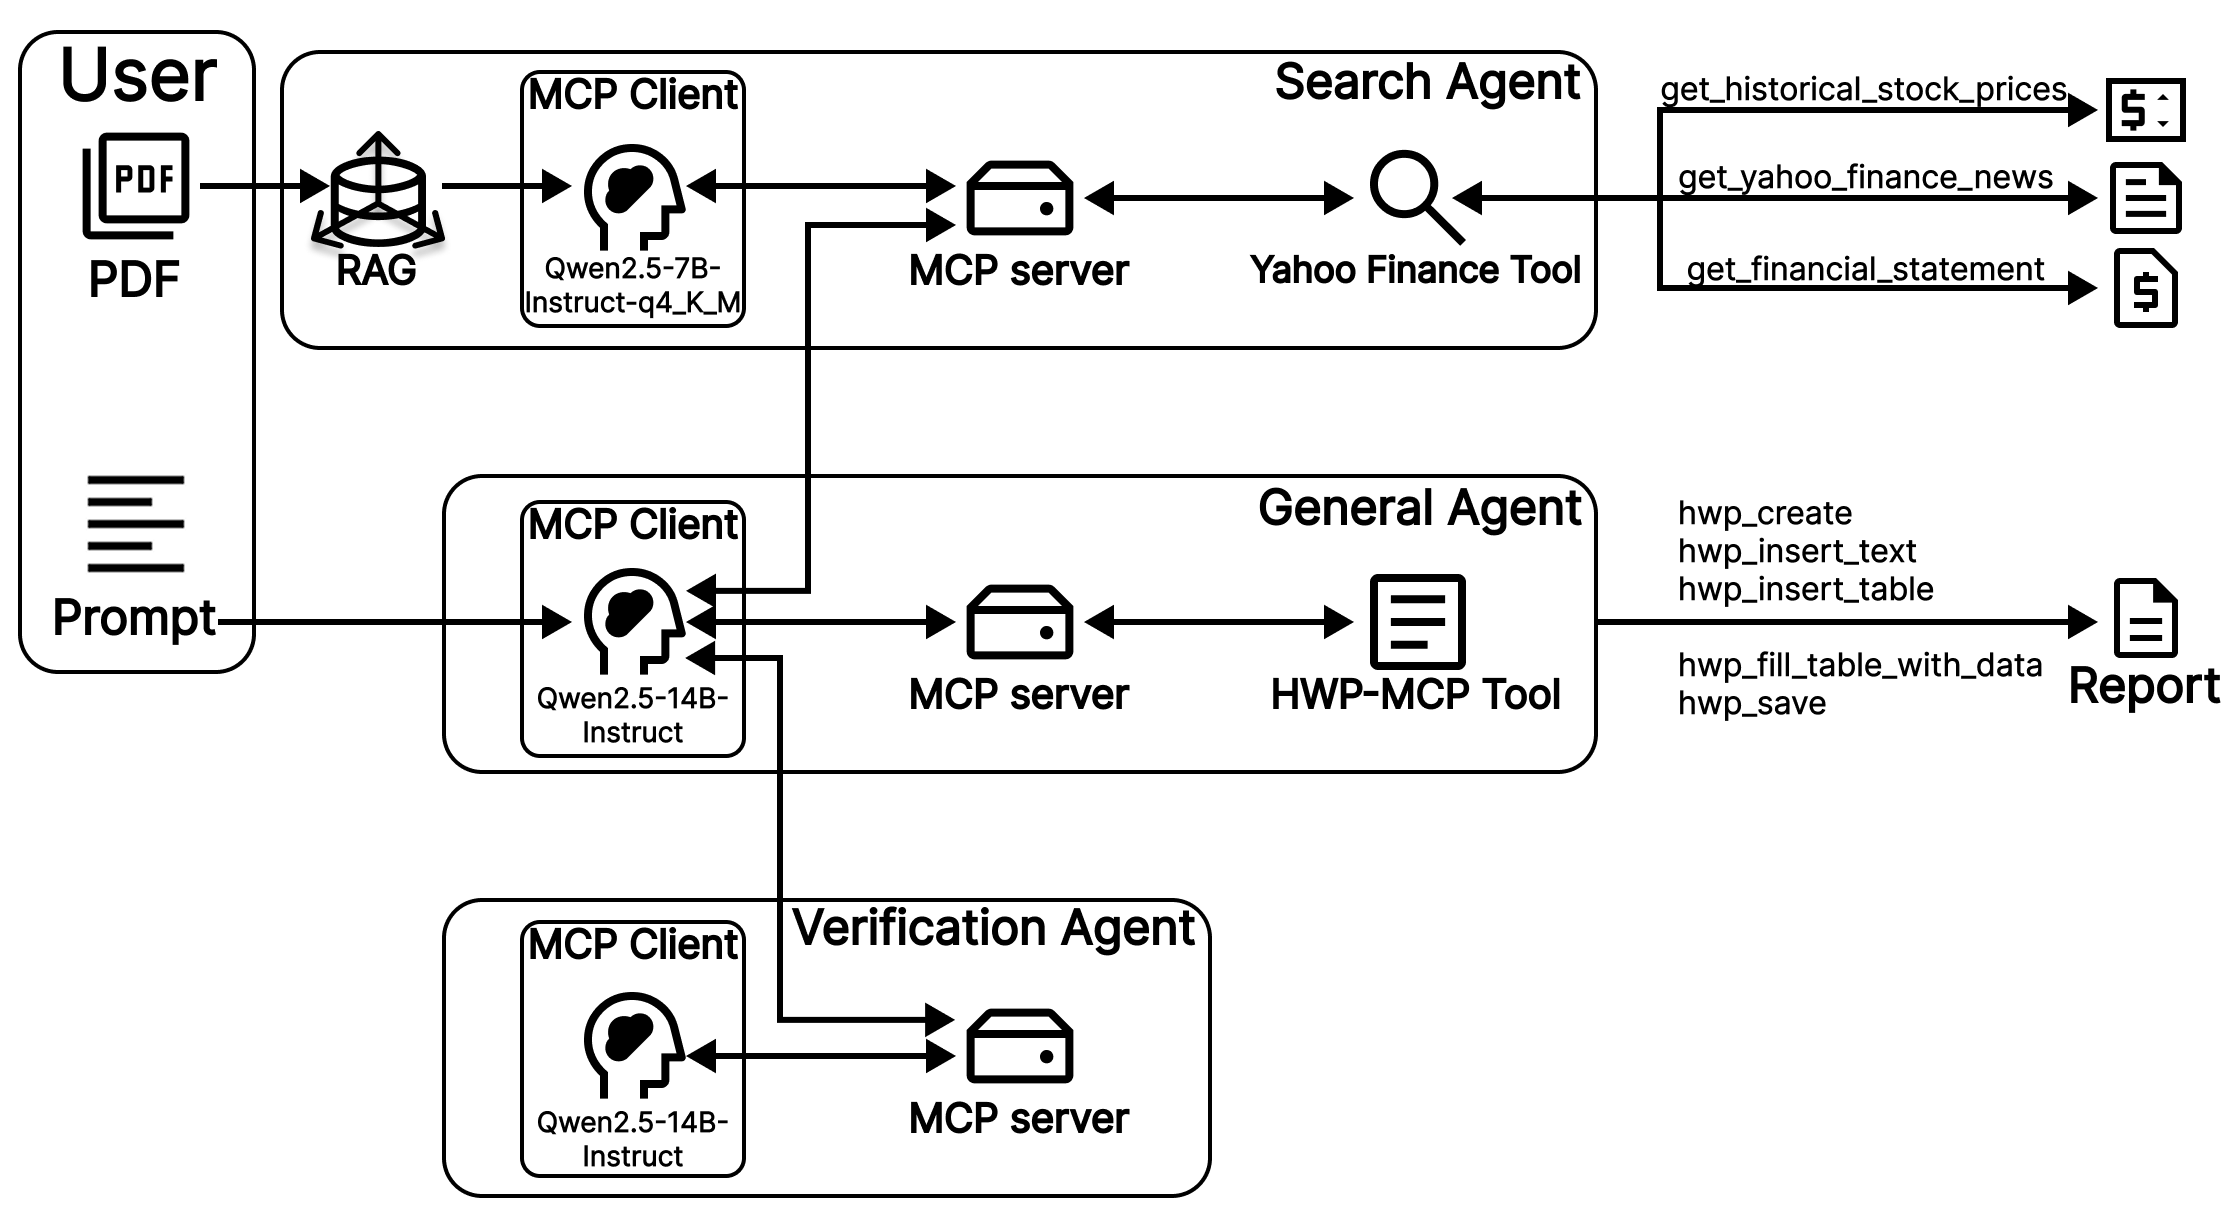 User
PDF
PDF
Prompt
Search Agent
RAG
MCP Client
Qwen2.5-7B-
Instruct-q4_K_M
MCP server
Yahoo Finance Tool
get_historical_stock_prices
get_yahoo_finance_news
get_financial_statement
General Agent
MCP Client
Qwen2.5-14B-
Instruct
MCP server
HWP-MCP Tool
hwp_create
hwp_insert_text
hwp_insert_table
hwp_fill_table_with_data
hwp_save
Report
Verification Agent
MCP Client
Qwen2.5-14B-
Instruct
MCP server